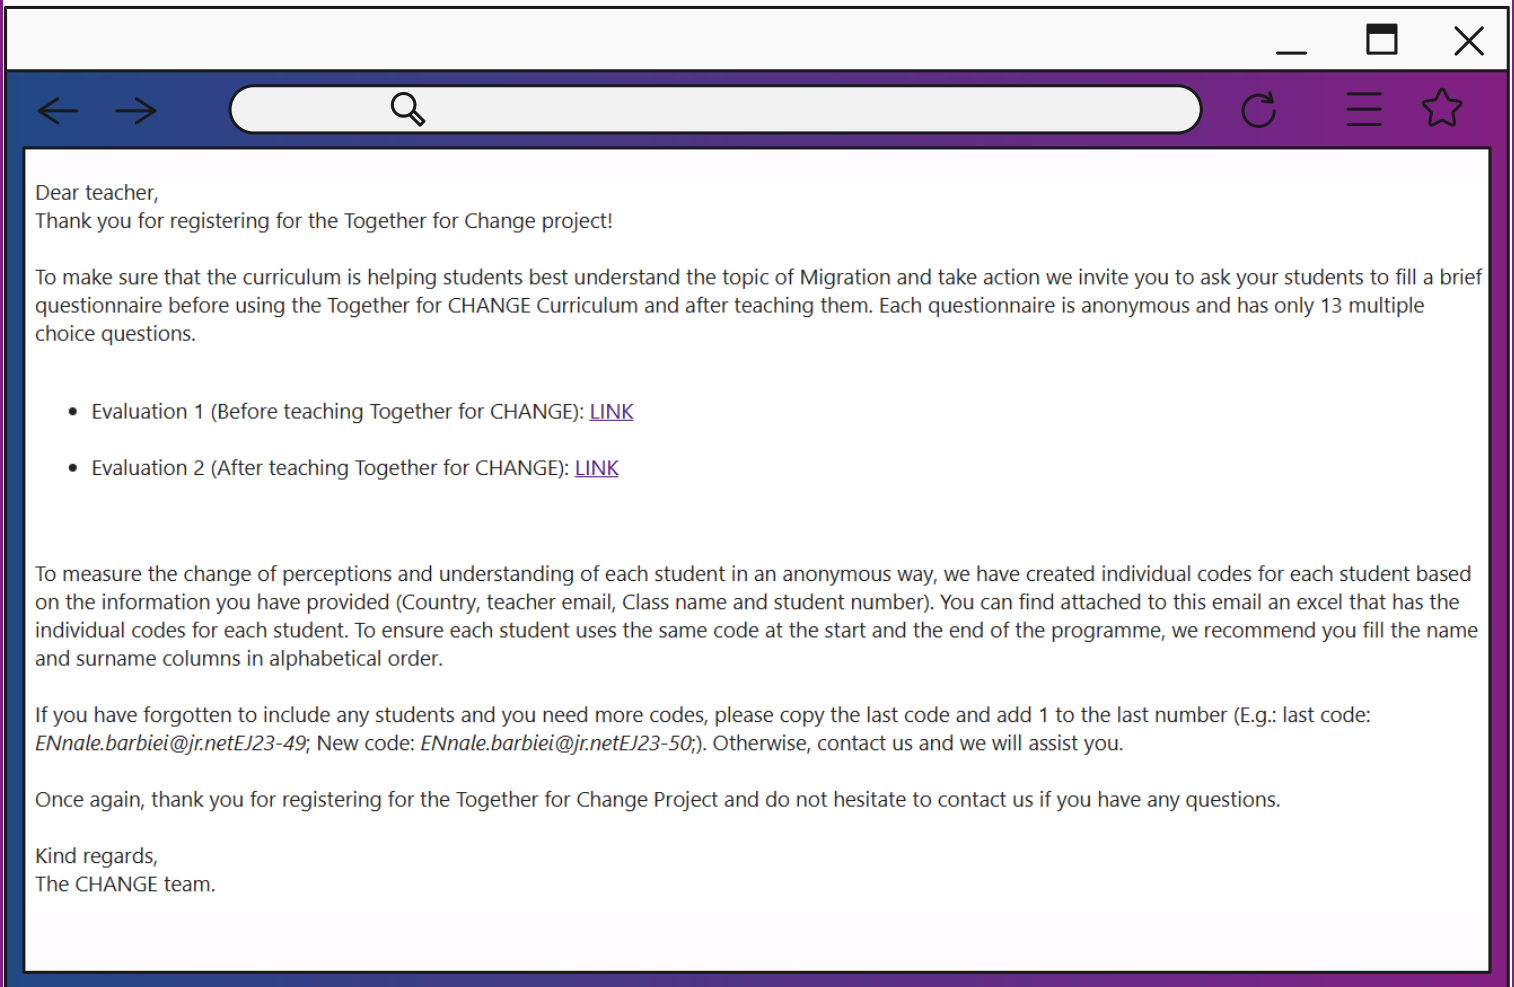 Dear teacher,
Thank you for registering for the Together for Change project!
To make sure that the curriculum is helping students best understand the topic of Migration and take action we invite you to ask your students to fill a brief
questionnaire before using the Together for CHANGE Curriculum and after teaching them. Each questionnaire is anonymous and has only 13 multiple
choice questions.
• Evaluation 1 (Before teaching Together for CHANGE): LINK
• Evaluation 2 (After teaching Together for CHANGE): LINK
To measure the change of perceptions and understanding of each student in an anonymous way, we have created individual codes for each student based
on the information you have provided (Country, teacher email, Class name and student number). You can find attached to this email an excel that has the
individual codes for each student. To ensure each student uses the same code at the start and the end of the programme, we recommend you fill the name
and surname columns in alphabetical order.
If you have forgotten to include any students and you need more codes, please copy the last code and add 1 to the last number (E.g.: last code:
ENnale.barbiei@jr.netEJ23-49; New code: ENnale.barbiei@jr.netEJ23-50;). Otherwise, contact us and we will assist you.
Once again, thank you for registering for the Together for Change Project and do not hesitate to contact us if you have any questions.
Kind regards,
The CHANGE team.